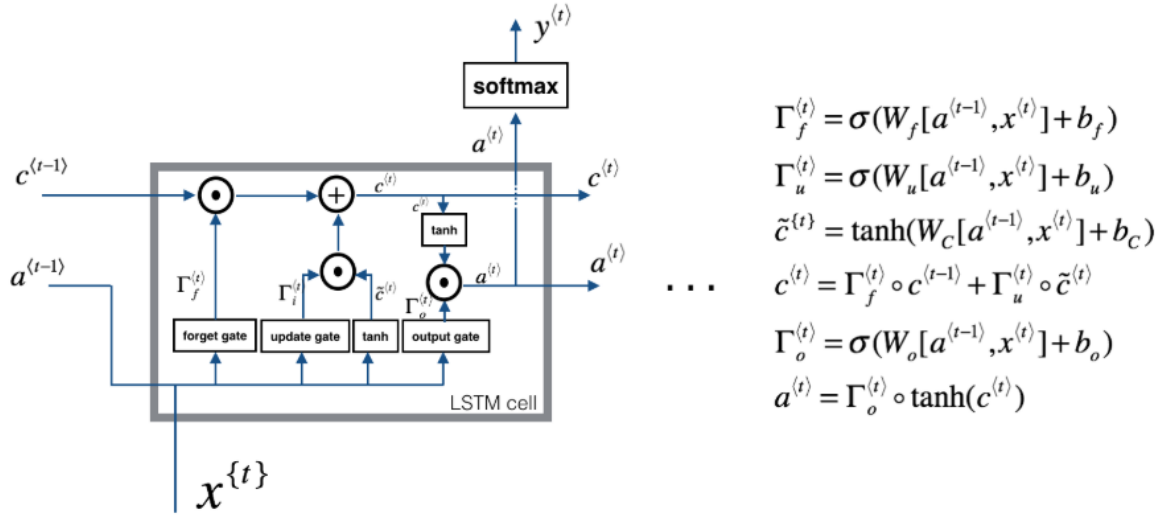 y⟨t⟩
softmax
a⟨t⟩
c⟨t−1⟩
c⟨t⟩
c⟨t⟩
c⟨t⟩
tanh
a⟨t−1⟩
a⟨t⟩
a⟨t⟩
Γf⟨t⟩
Γi⟨t⟩
c̃⟨t⟩
Γo⟨t⟩
forget gate
update gate
tanh
output gate
LSTM cell
x{t}
. . .
Γf⟨t⟩ = σ(Wf[a⟨t−1⟩, x⟨t⟩] + bf)
Γu⟨t⟩ = σ(Wu[a⟨t−1⟩, x⟨t⟩] + bu)
c̃{t} = tanh(WC[a⟨t−1⟩, x⟨t⟩] + bC)
c⟨t⟩ = Γf⟨t⟩ ∘ c⟨t−1⟩ + Γu⟨t⟩ ∘ c̃⟨t⟩
Γo⟨t⟩ = σ(Wo[a⟨t−1⟩, x⟨t⟩] + bo)
a⟨t⟩ = Γo⟨t⟩ ∘ tanh(c⟨t⟩)